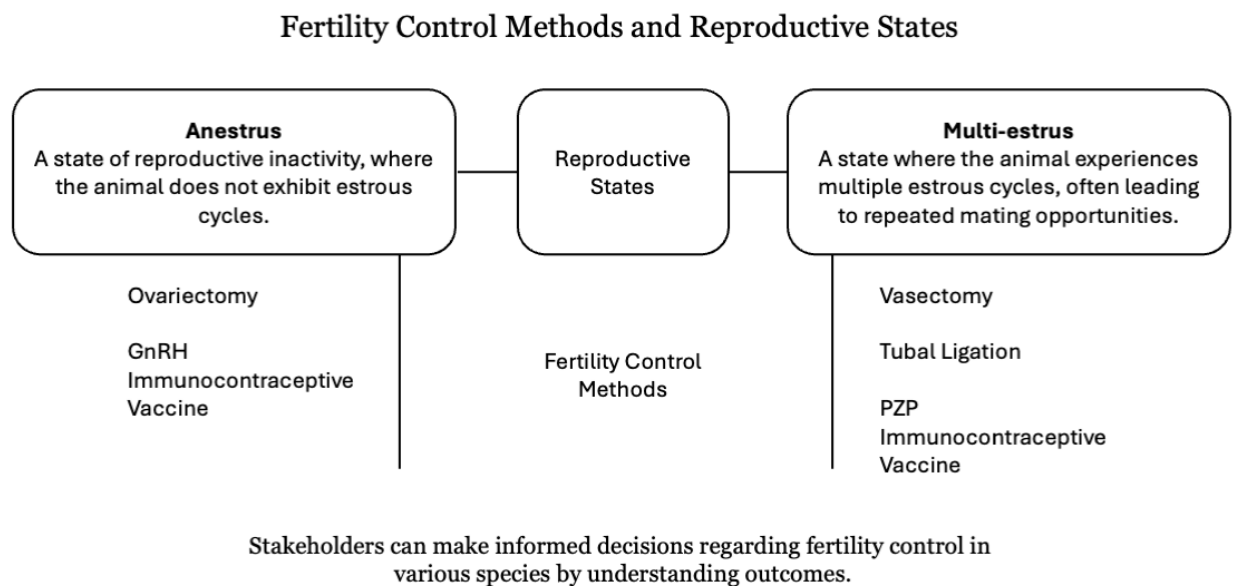 Fertility Control Methods and Reproductive States
Anestrus
A state of reproductive inactivity, where
the animal does not exhibit estrous
cycles.
Reproductive
States
Multi-estrus
A state where the animal experiences
multiple estrous cycles, often leading
to repeated mating opportunities.
Ovariectomy
GnRH
Immunocontraceptive
Vaccine
Fertility Control
Methods
Vasectomy
Tubal Ligation
PZP
Immunocontraceptive
Vaccine
Stakeholders can make informed decisions regarding fertility control in
various species by understanding outcomes.